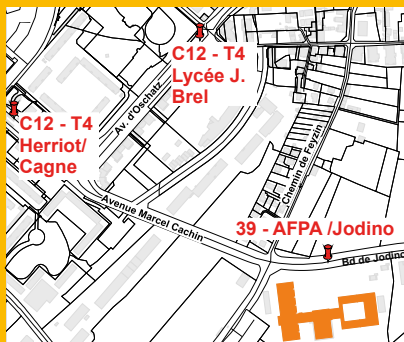 C12 - T4
Lycée J.
Brel
Av. d'Oschatz
C12 - T4
Herriot/
Cagne
Chemin de Feyzin
Avenue Marcel Cachin
39 - AFPA /Jodino
Bd de Jodino